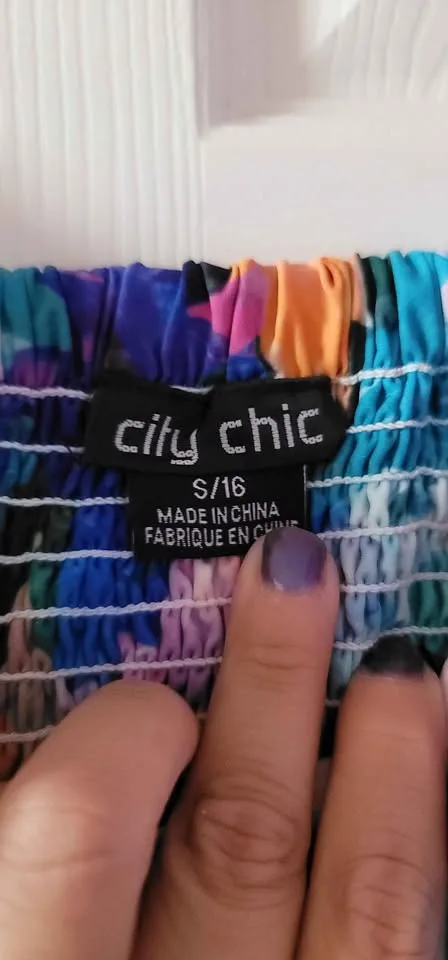 city chic
S/16
MADE IN CHINA
FABRIQUE EN CHINE